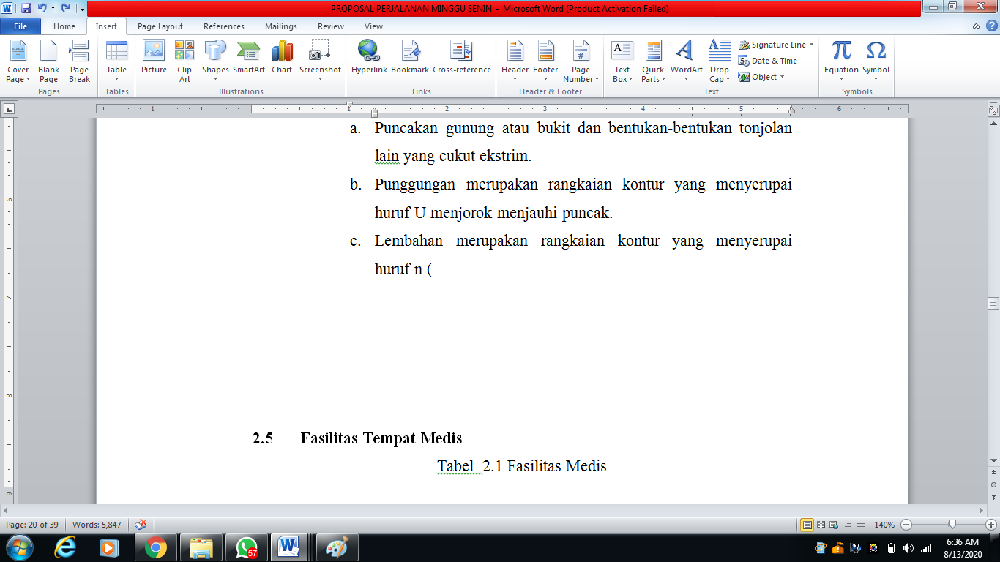 PROPOSAL PERJALANAN MINGGU SENIN - Microsoft Word (Product Activation Failed)
File Home Insert Page Layout References Mailings Review View
Cover Page Blank Page Page Break Table Picture Clip Art Shapes SmartArt Chart Screenshot Hyperlink Bookmark Cross-reference Header Footer Page Number Text Box Quick Parts WordArt Drop Cap Signature Line Date & Time Object Equation Symbol
Pages Tables Illustrations Links Header & Footer Text Symbols
1 1 2 3 4 5 6
a. Puncakan gunung atau bukit dan bentukan-bentukan tonjolan
lain yang cukut ekstrim.
b. Punggungan merupakan rangkaian kontur yang menyerupai
huruf U menjorok menjauhi puncak.
c. Lembahan merupakan rangkaian kontur yang menyerupai
huruf n (
2.5 Fasilitas Tempat Medis
Tabel 2.1 Fasilitas Medis
Page: 20 of 39 Words: 5,847 140%
57
6:36 AM
8/13/2020